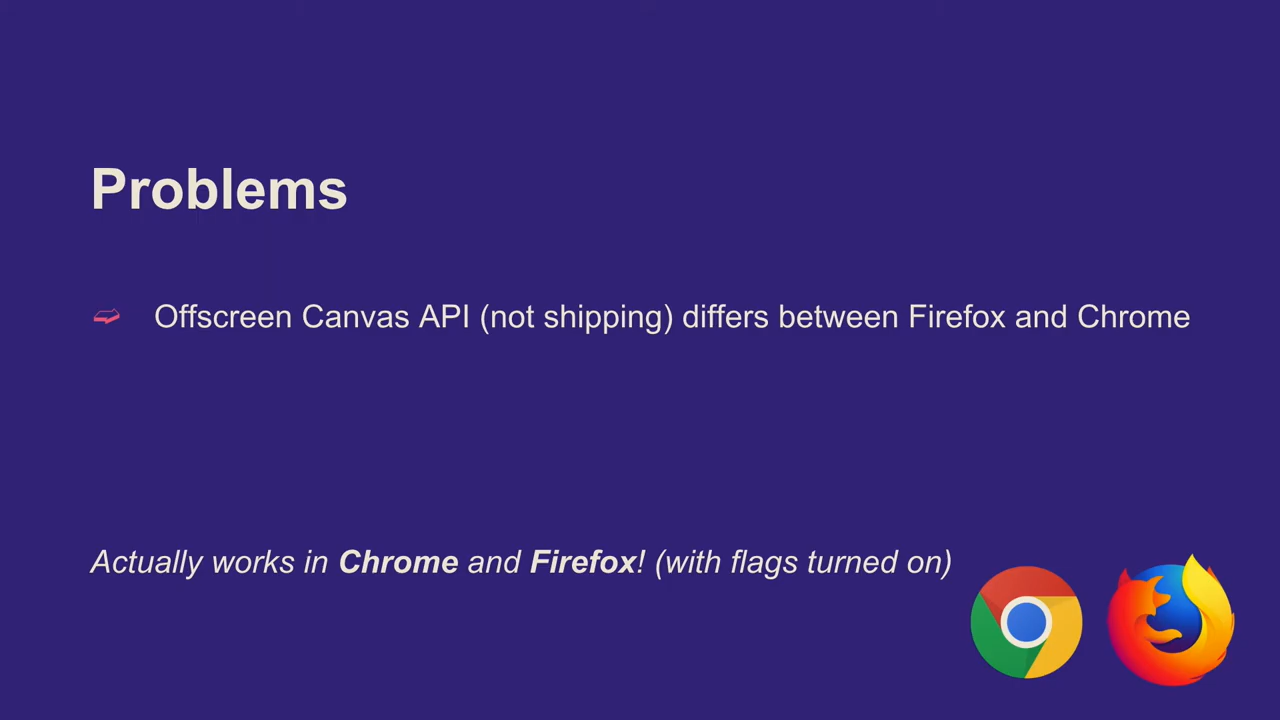 Problems
Offscreen Canvas API (not shipping) differs between Firefox and Chrome
Actually works in Chrome and Firefox! (with flags turned on)